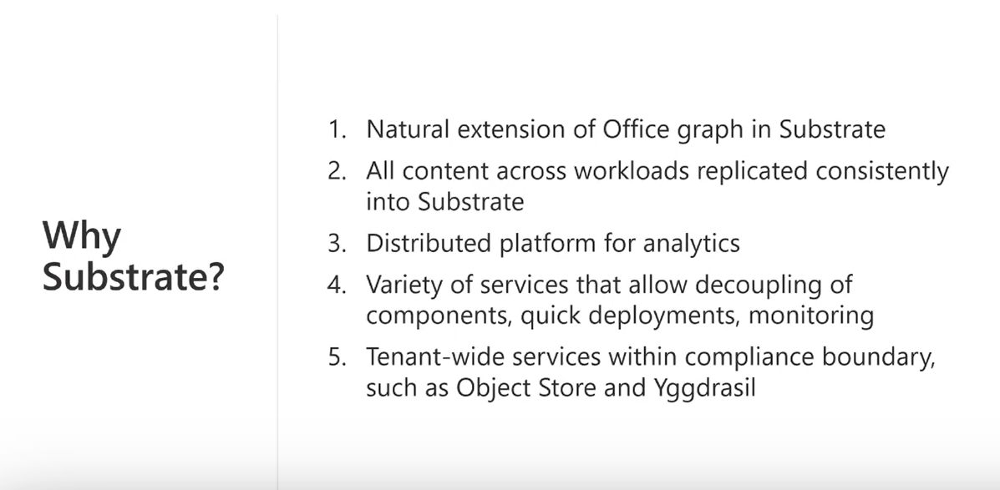 Why
Substrate?
1. Natural extension of Office graph in Substrate
2. All content across workloads replicated consistently
into Substrate
3. Distributed platform for analytics
4. Variety of services that allow decoupling of
components, quick deployments, monitoring
5. Tenant-wide services within compliance boundary,
such as Object Store and Yggdrasil